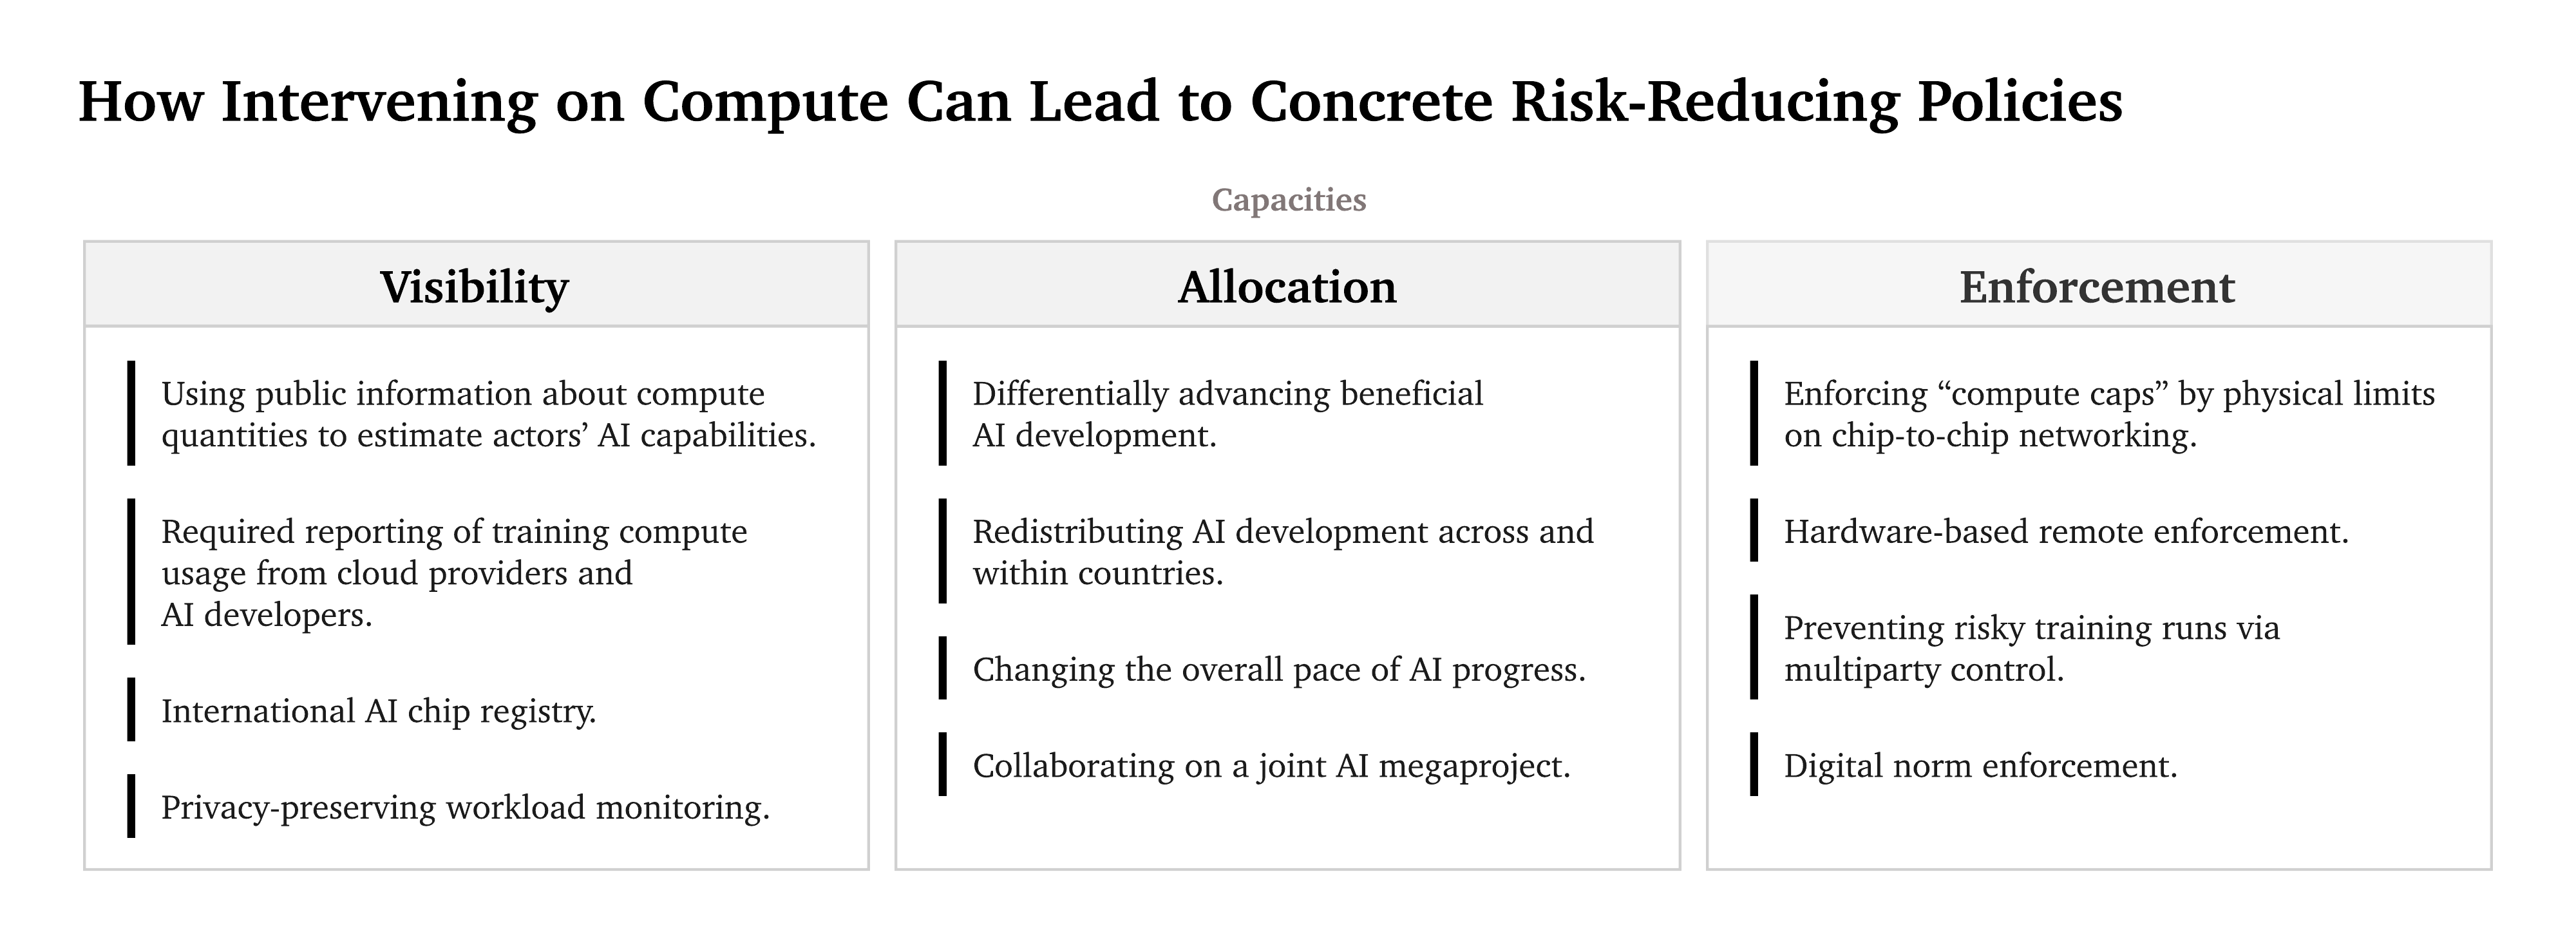 How Intervening on Compute Can Lead to Concrete Risk-Reducing Policies
Capacities
Visibility
Using public information about compute
quantities to estimate actors’ AI capabilities.
Required reporting of training compute
usage from cloud providers and
AI developers.
International AI chip registry.
Privacy-preserving workload monitoring.
Allocation
Differentially advancing beneficial
AI development.
Redistributing AI development across and
within countries.
Changing the overall pace of AI progress.
Collaborating on a joint AI megaproject.
Enforcement
Enforcing “compute caps” by physical limits
on chip-to-chip networking.
Hardware-based remote enforcement.
Preventing risky training runs via
multiparty control.
Digital norm enforcement.